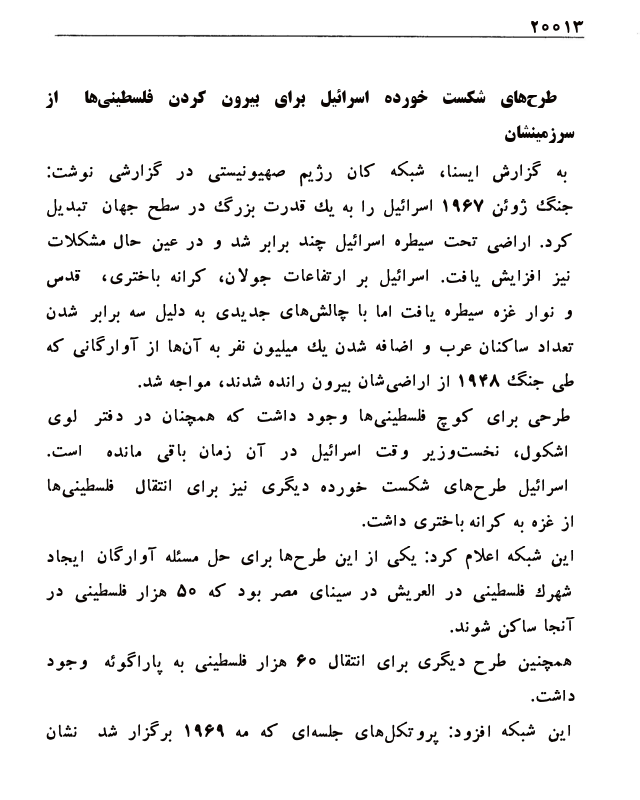 ۲۰۰۱۳
طرح‌های شکست خورده اسرائیل برای بیرون کردن فلسطینی‌ها از
سرزمینشان
به گزارش ایسنا، شبکه کان رژیم صهیونیستی در گزارشی نوشت:
جنگ ژوئن ۱۹۶۷ اسرائیل را به یك قدرت بزرگ در سطح جهان تبدیل
کرد. اراضی تحت سیطره اسرائیل چند برابر شد و در عین حال مشکلات
نیز افزایش یافت. اسرائیل بر ارتفاعات جولان، کرانه باختری، قدس
و نوار غزه سیطره یافت اما با چالش‌های جدیدی به دلیل سه برابر شدن
تعداد ساکنان عرب و اضافه شدن یك میلیون نفر به آن‌ها از آوارگانی که
طی جنگ ۱۹۴۸ از اراضی‌شان بیرون رانده شدند، مواجه شد.
طرحی برای کوچ فلسطینی‌ها وجود داشت که همچنان در دفتر لوی
اشکول، نخست‌وزیر وقت اسرائیل در آن زمان باقی مانده است.
اسرائیل طرح‌های شکست خورده دیگری نیز برای انتقال فلسطینی‌ها
از غزه به کرانه باختری داشت.
این شبکه اعلام کرد: یکی از این طرح‌ها برای حل مسئله آوارگان ایجاد
شهرك فلسطینی در العریش در سینای مصر بود که ۵۰ هزار فلسطینی در
آنجا ساکن شوند.
همچنین طرح دیگری برای انتقال ۶۰ هزار فلسطینی به پاراگوئه وجود
داشت.
این شبکه افزود: پروتکل‌های جلسه‌ای که مه ۱۹۶۹ برگزار شد نشان